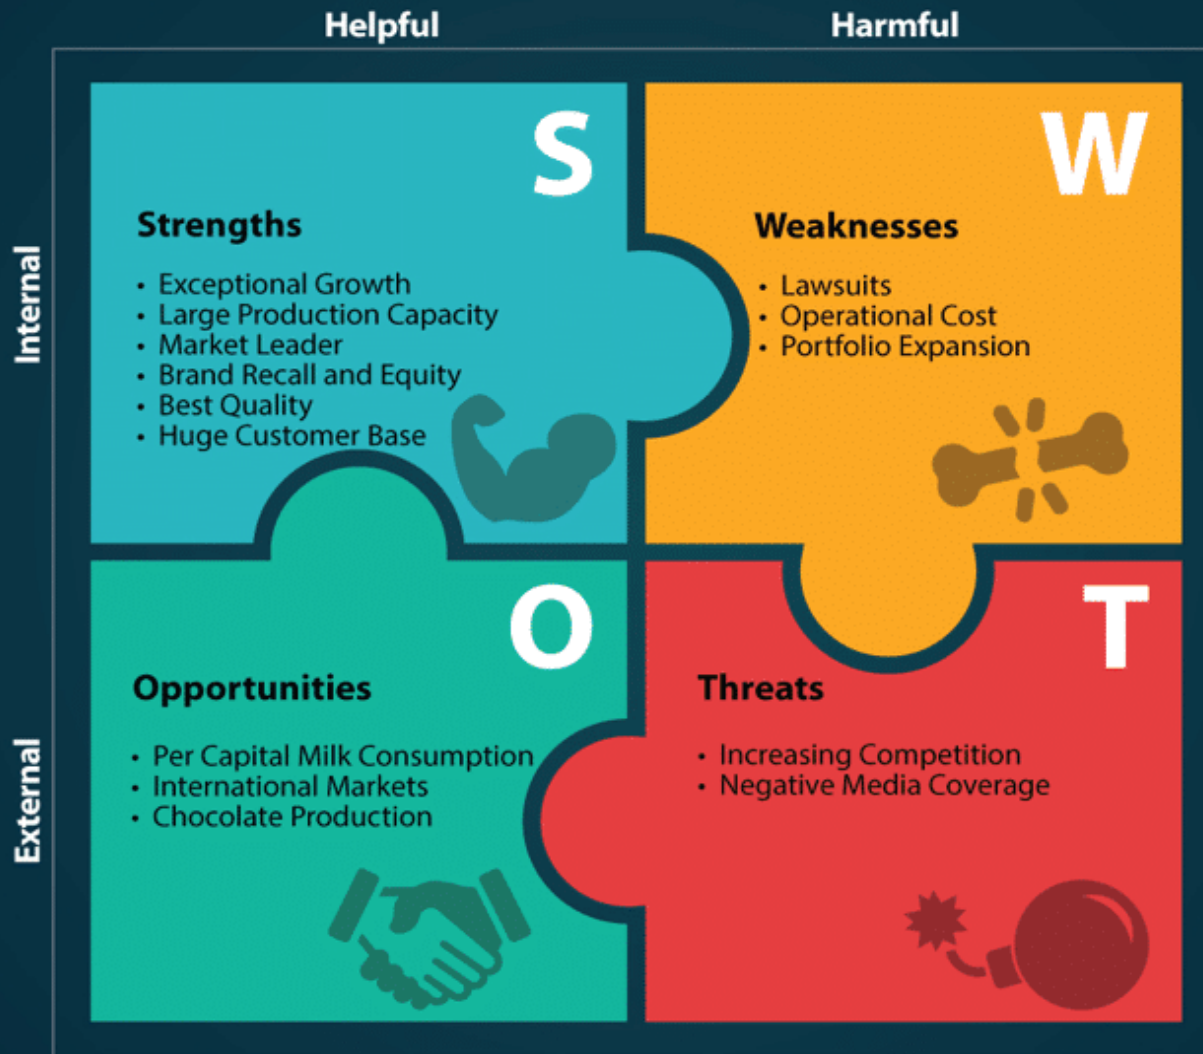 Helpful
Harmful
Internal
S
Strengths
• Exceptional Growth
• Large Production Capacity
• Market Leader
• Brand Recall and Equity
• Best Quality
• Huge Customer Base
W
Weaknesses
• Lawsuits
• Operational Cost
• Portfolio Expansion
External
O
Opportunities
• Per Capital Milk Consumption
• International Markets
• Chocolate Production
T
Threats
• Increasing Competition
• Negative Media Coverage